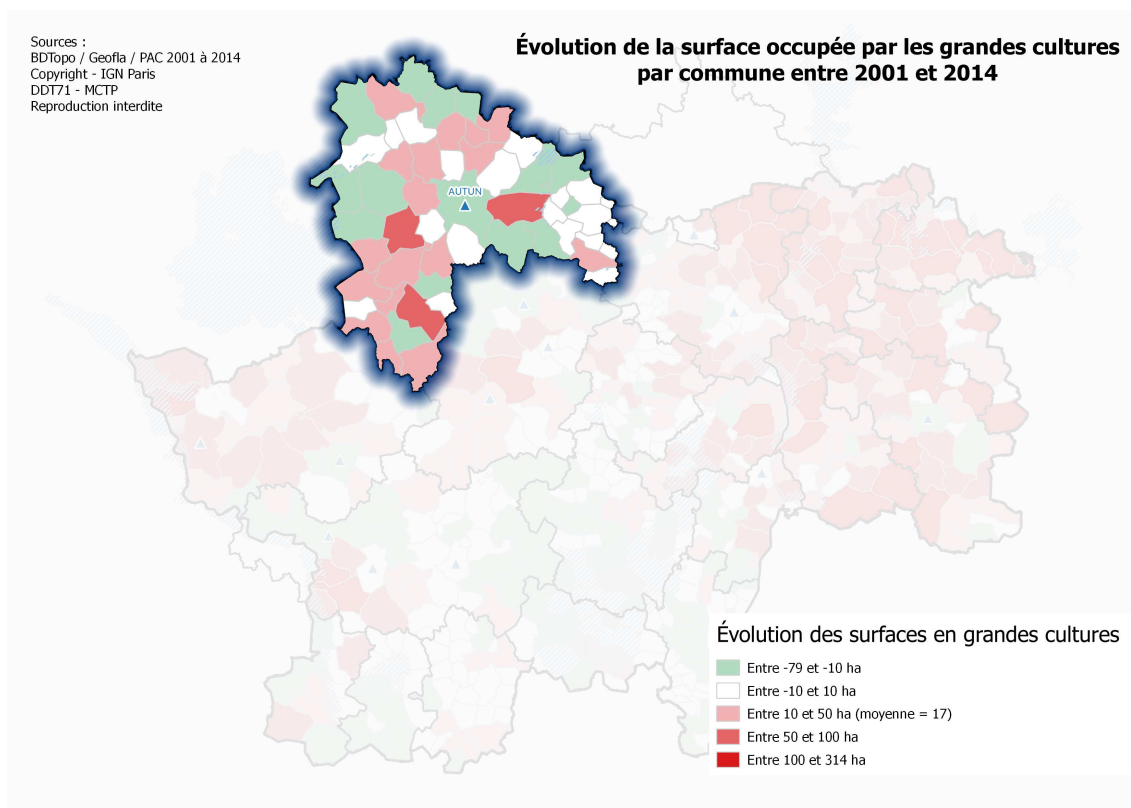 Sources :
BDTopo / Geofla / PAC 2001 à 2014
Copyright - IGN Paris
DDT71 - MCTP
Reproduction interdite
Évolution de la surface occupée par les grandes cultures
par commune entre 2001 et 2014
AUTUN
Évolution des surfaces en grandes cultures
Entre -79 et -10 ha
Entre -10 et 10 ha
Entre 10 et 50 ha (moyenne = 17)
Entre 50 et 100 ha
Entre 100 et 314 ha